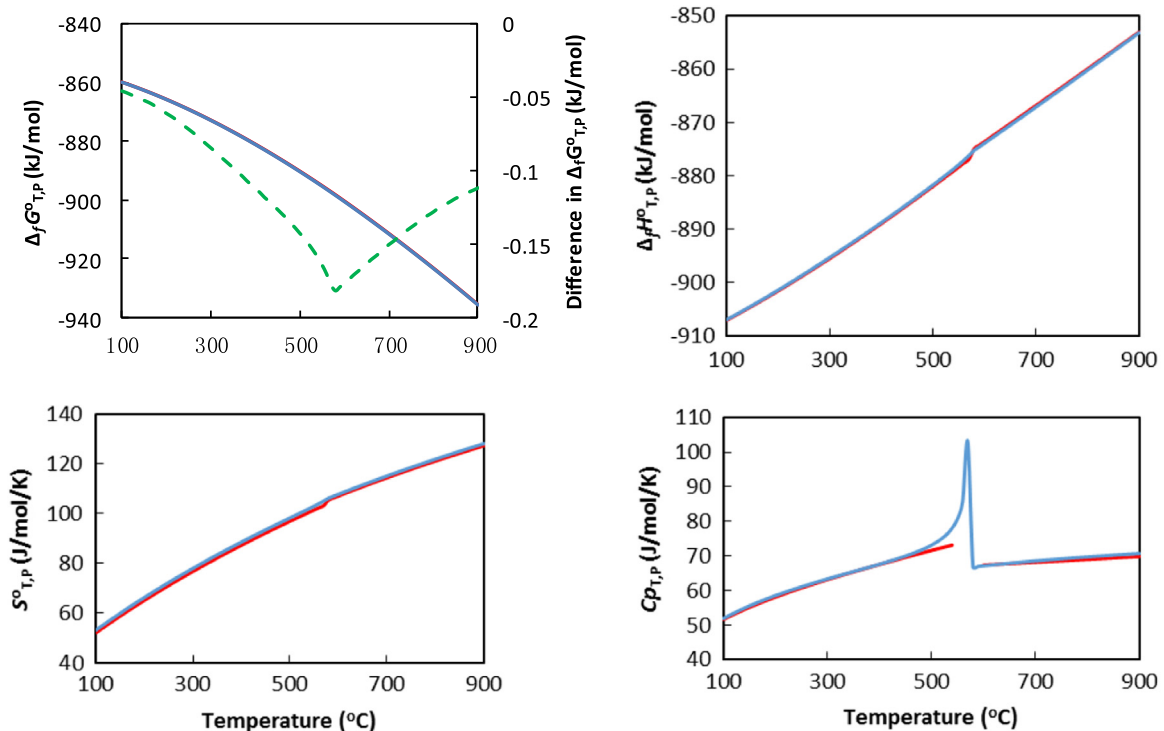 -840
-860
-880
-900
-920
-940
ΔfGºT,P (kJ/mol)
0
-0.05
-0.1
-0.15
-0.2
Difference in ΔfGºT,P (kJ/mol)
100 300 500 700 900
-850
-860
-870
-880
-890
-900
-910
ΔfHºT,P (kJ/mol)
100 300 500 700 900
140
120
100
80
60
40
SºT,P (J/mol/K)
100 300 500 700 900
Temperature (ºC)
110
100
90
80
70
60
50
40
CpT,P (J/mol/K)
100 300 500 700 900
Temperature (ºC)